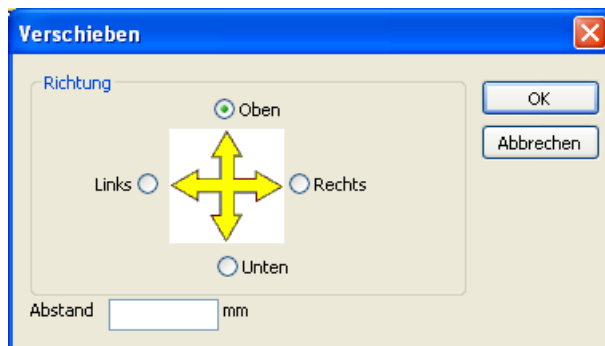 Verschieben
Richtung
Oben
OK
Abbrechen
Links Rechts
Unten
Abstand mm